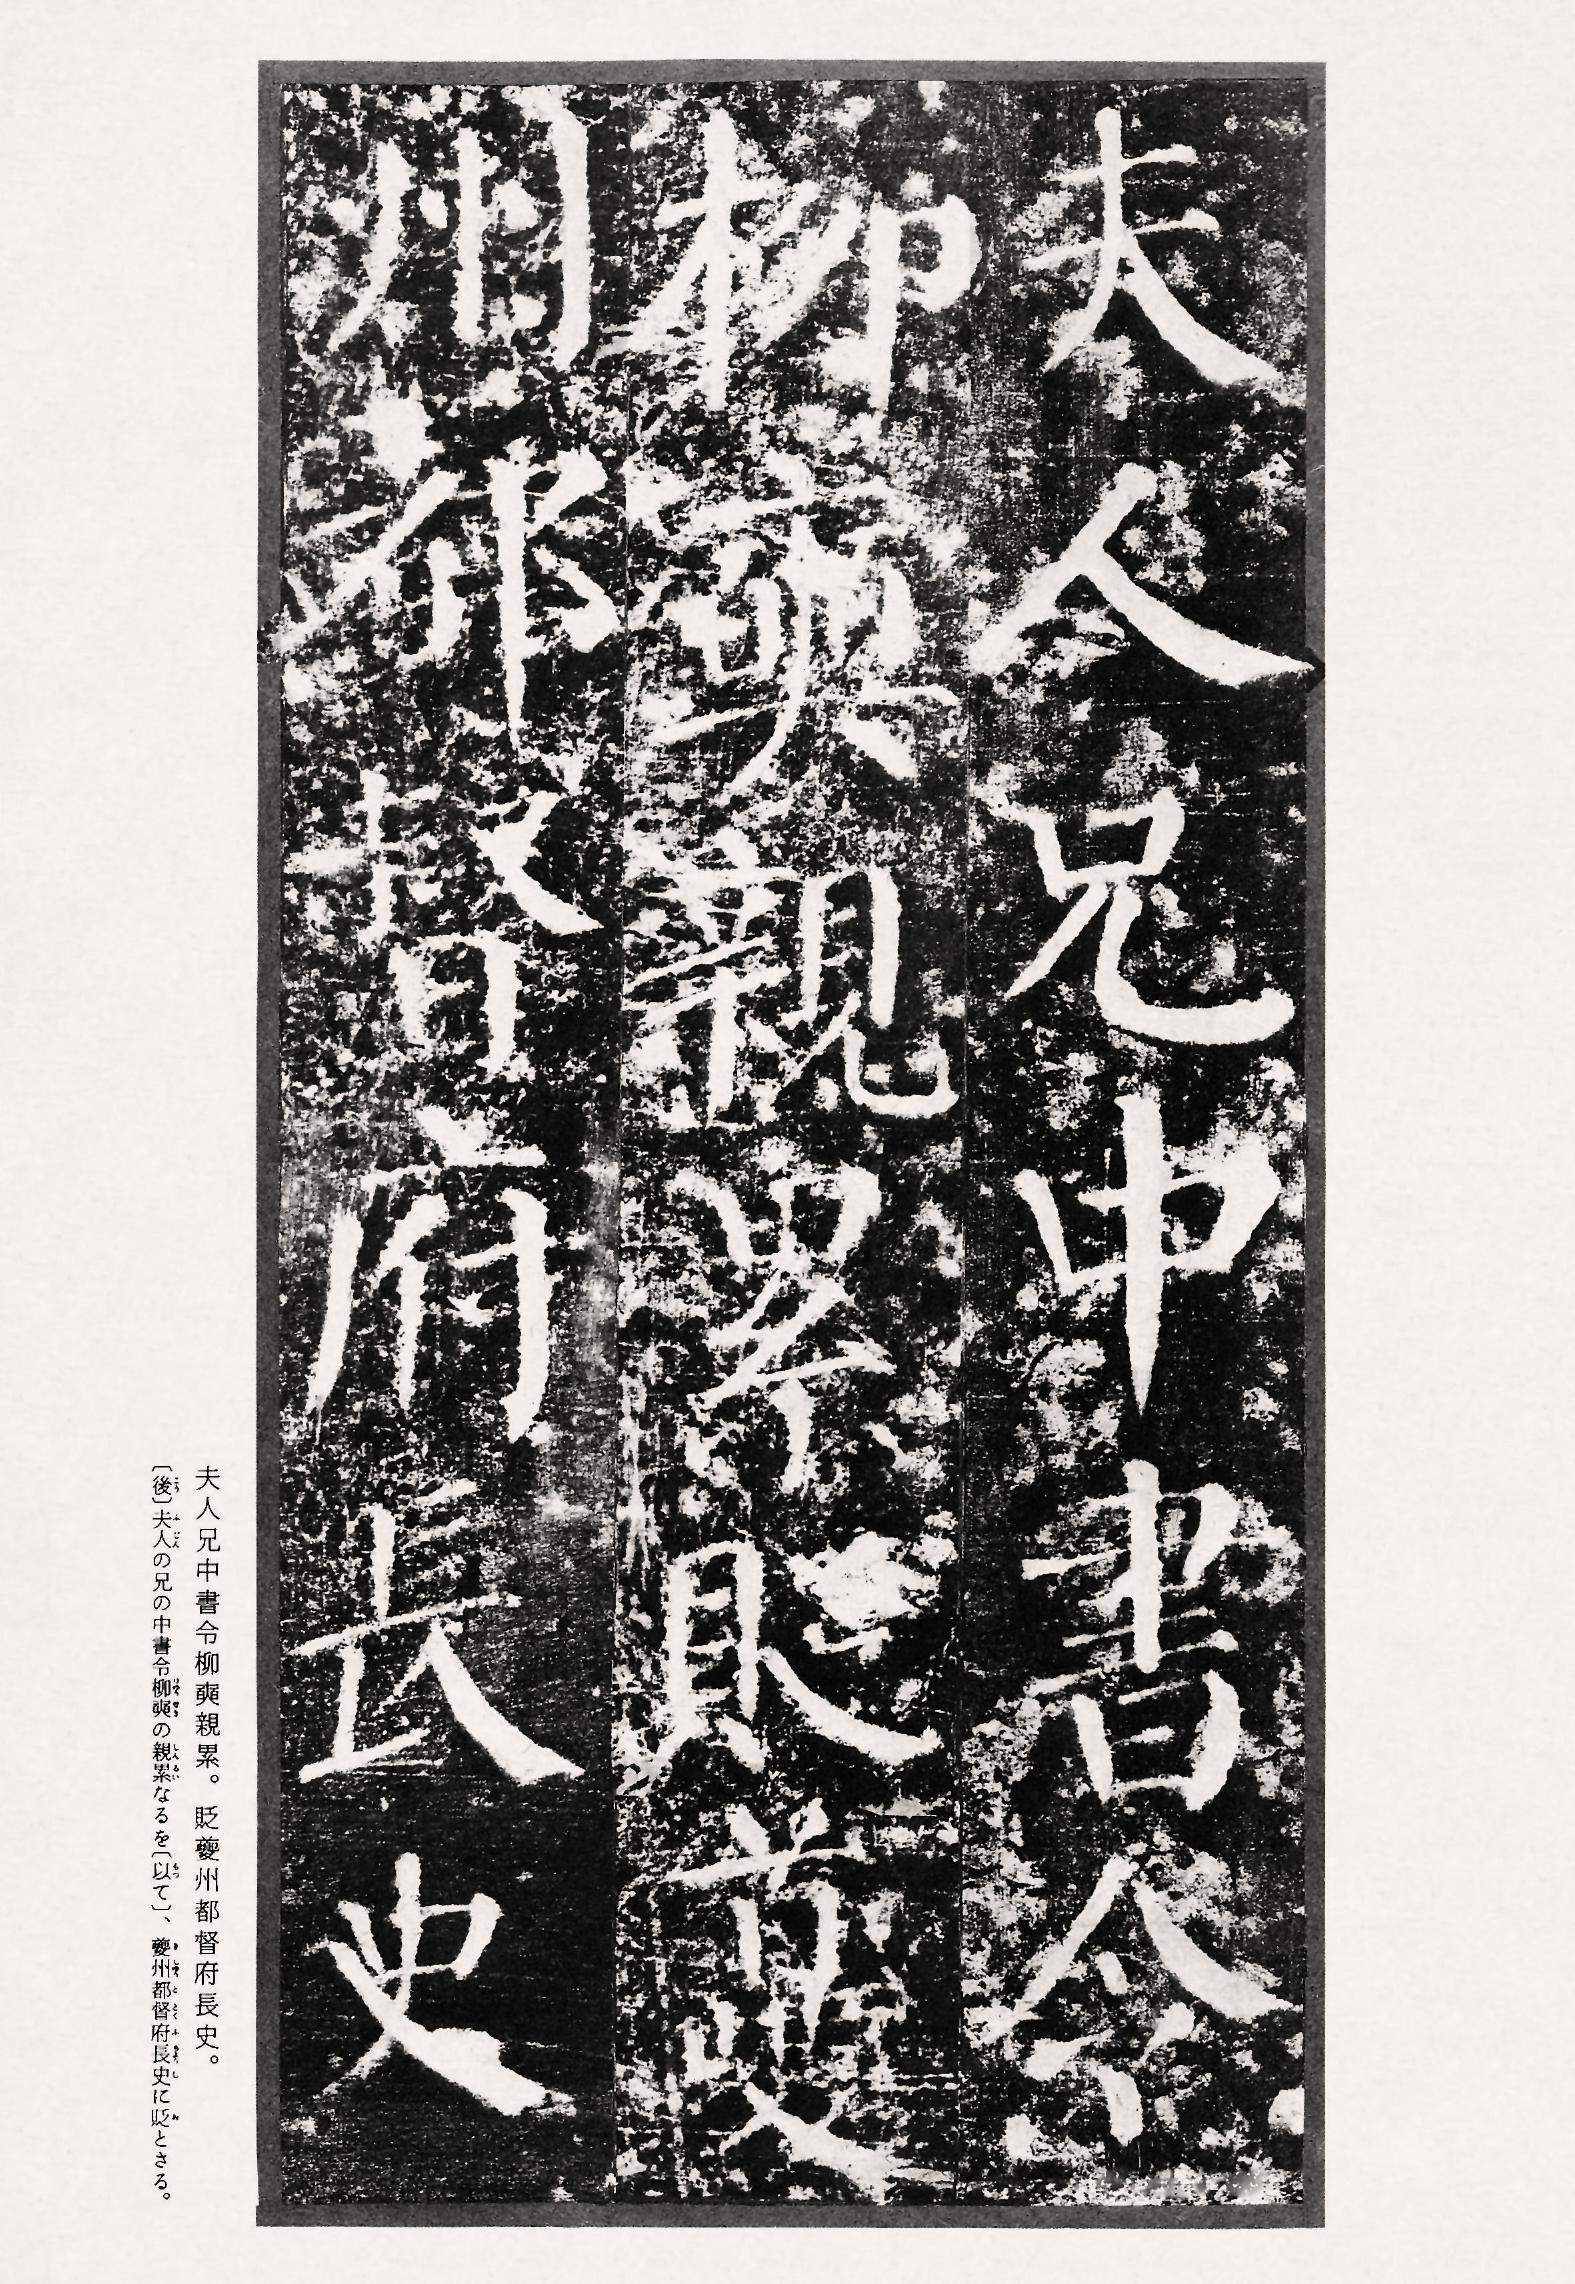 夫人兄中書令
柳奭親累貶夔
州都督府長史
夫人兄中書令柳奭親累。貶夔州都督府長史。
〔後〕夫人の兄の中書令柳奭の親累なるを〔以て〕、夔州都督府長史に貶とさる。